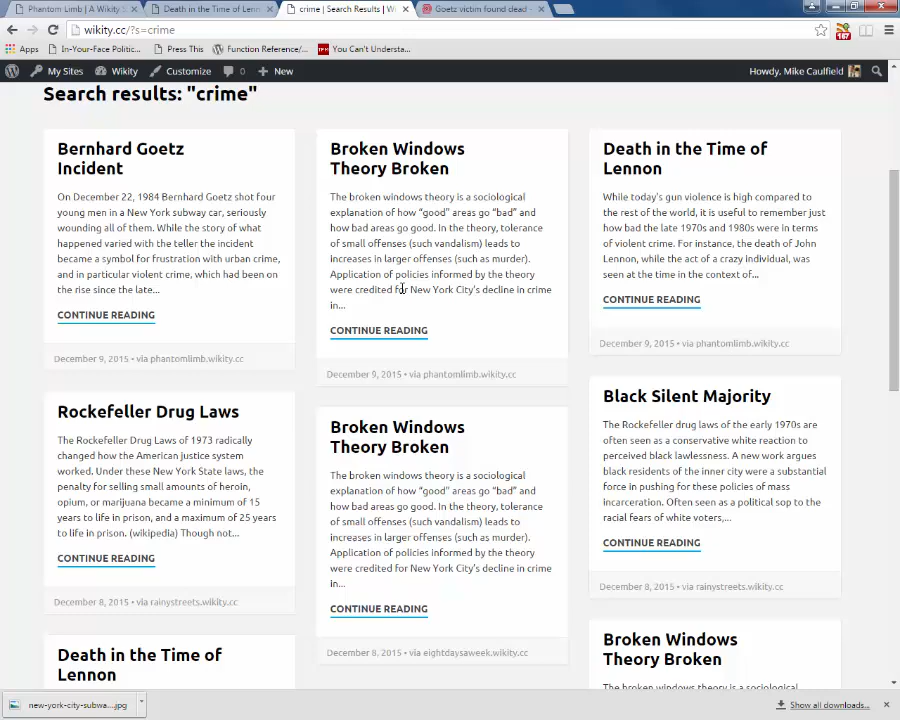 Phantom Limb | A Wikity
Death in the Time of Lenn
crime | Search Results | W
Goetz victim found dead -
wikity.cc/?s=crime
Apps
In-Your-Face-Politic...
Press This
Function Reference/...
You Can't Understa...
157
My Sites
Wikity
Customize
0
New
Howdy, Mike Caulfield
Search results: "crime"
Bernhard Goetz
Incident
On December 22, 1984 Bernhard Goetz shot four
young men in a New York subway car, seriously
wounding all of them. While the story of what
happened varied with the teller the incident
became a symbol for frustration with urban crime,
and in particular violent crime, which had been on
the rise since the late...
CONTINUE READING
December 9, 2015 • via phantomlimb.wikity.cc
Rockefeller Drug Laws
The Rockefeller Drug Laws of 1973 radically
changed how the American justice system
worked. Under these New York State laws, the
penalty for selling small amounts of heroin,
opium, or marijuana became a minimum of 15
years to life in prison, and a maximum of 25 years
to life in prison. (wikipedia) Though not...
CONTINUE READING
December 8, 2015 • via rainystreets.wikity.cc
Death in the Time of
Lennon
Broken Windows
Theory Broken
The broken windows theory is a sociological
explanation of how “good” areas go “bad” and
how bad areas go good. In the theory, tolerance
of small offenses (such vandalism) leads to
increases in larger offenses (such as murder).
Application of policies informed by the theory
were credited for New York City's decline in crime
in...
CONTINUE READING
December 9, 2015 • via phantomlimb.wikity.cc
Broken Windows
Theory Broken
The broken windows theory is a sociological
explanation of how “good” areas go “bad” and
how bad areas go good. In the theory, tolerance
of small offenses (such vandalism) leads to
increases in larger offenses (such as murder).
Application of policies informed by the theory
were credited for New York City's decline in crime
in...
CONTINUE READING
December 8, 2015 • via eightdaysaweek.wikity.cc
Death in the Time of
Lennon
While today's gun violence is high compared to
the rest of the world, it is useful to remember just
how bad the late 1970s and 1980s were in terms
of violent crime. For instance, the death of John
Lennon, while the act of a crazy individual, was
seen at the time in the context of...
CONTINUE READING
December 9, 2015 • via phantomlimb.wikity.cc
Black Silent Majority
The Rockefeller drug laws of the early 1970s are
often seen as a conservative white reaction to
perceived black lawlessness. A new work argues
black residents of the inner city were a substantial
force in pushing for these policies of mass
incarceration. Often seen as a political sop to the
racial fears of white voters,...
CONTINUE READING
December 8, 2015 • via rainystreets.wikity.cc
Broken Windows
Theory Broken
The broken windows theory is a sociological
new-york-city-subwa....jpg
Show all downloads...